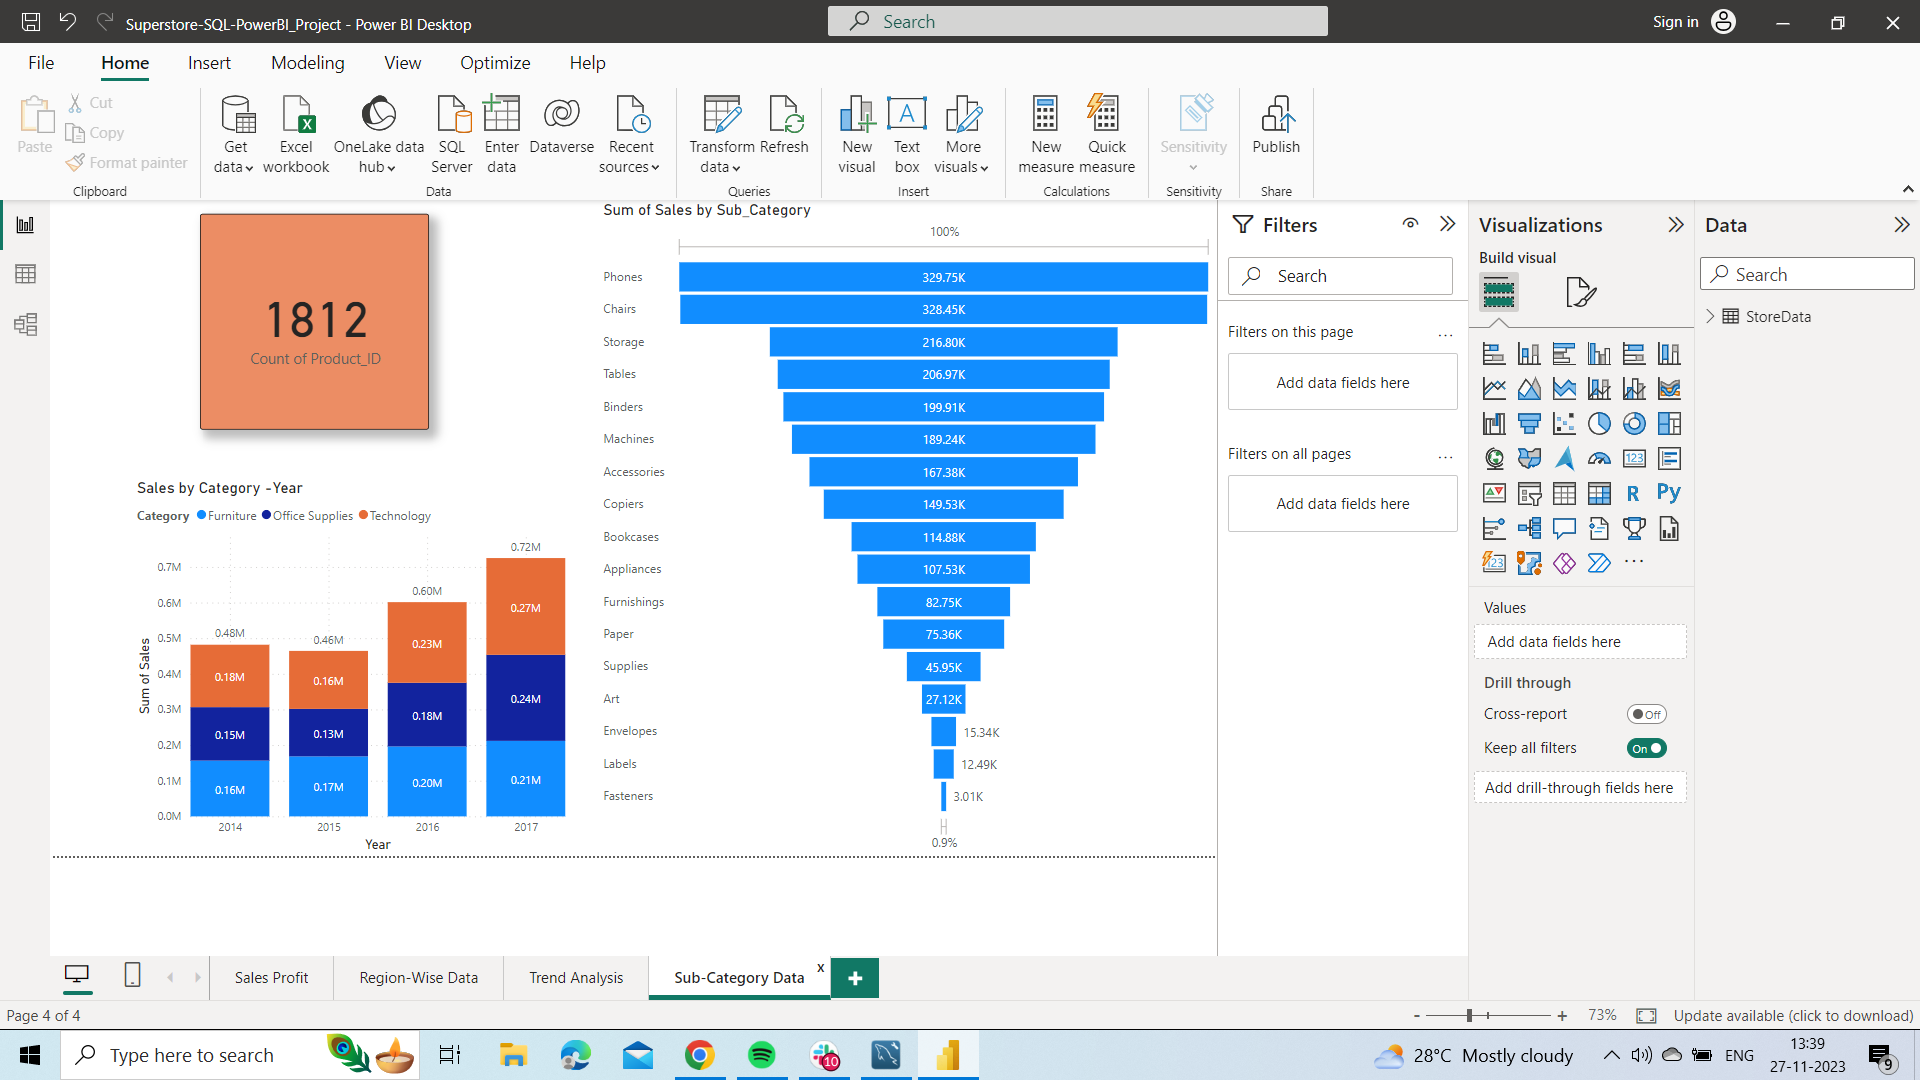 Superstore-SQL-PowerBI_Project - Power BI Desktop
Search
Sign in
File Home Insert Modeling View Optimize Help
Paste
Cut
Copy
Format painter
Clipboard
Get data
Excel workbook
OneLake data hub
SQL Server
Enter data
Dataverse
Recent sources
Data
Transform data
Refresh
Queries
New visual
Text box
More visuals
Insert
New measure
Quick measure
Calculations
Sensitivity
Sensitivity
Publish
Share
1812
Count of Product_ID
Sales by Category -Year
Category Furniture Office Supplies Technology
Sum of Sales
0.7M
0.6M
0.5M
0.4M
0.3M
0.2M
0.1M
0.0M
0.48M 0.18M 0.15M 0.16M
0.46M 0.16M 0.13M 0.17M
0.60M 0.23M 0.18M 0.20M
0.72M 0.27M 0.24M 0.21M
2014 2015 2016 2017
Year
Sum of Sales by Sub_Category
100%
Phones 329.75K
Chairs 328.45K
Storage 216.80K
Tables 206.97K
Binders 199.91K
Machines 189.24K
Accessories 167.38K
Copiers 149.53K
Bookcases 114.88K
Appliances 107.53K
Furnishings 82.75K
Paper 75.36K
Supplies 45.95K
Art 27.12K
Envelopes 15.34K
Labels 12.49K
Fasteners 3.01K
0.9%
Filters
Search
Filters on this page ...
Add data fields here
Filters on all pages ...
Add data fields here
Visualizations
Build visual
123
R Py
123
...
Values
Add data fields here
Drill through
Cross-report Off
Keep all filters On
Add drill-through fields here
Data
Search
StoreData
Sales Profit
Region-Wise Data
Trend Analysis
Sub-Category Data x
+
Page 4 of 4
- + 73%
Update available (click to download)
Type here to search
10
28°C Mostly cloudy
ENG
13:39
27-11-2023
9